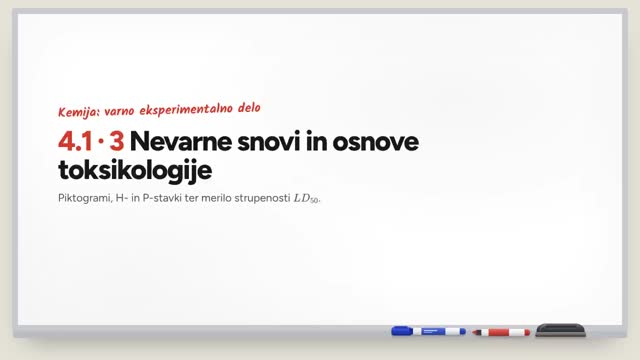 Kemija: varno eksperimentalno delo
4.1 · 3 Nevarne snovi in osnove
toksikologije
Piktogrami, H- in P-stavki ter merilo strupenosti LD₅₀.